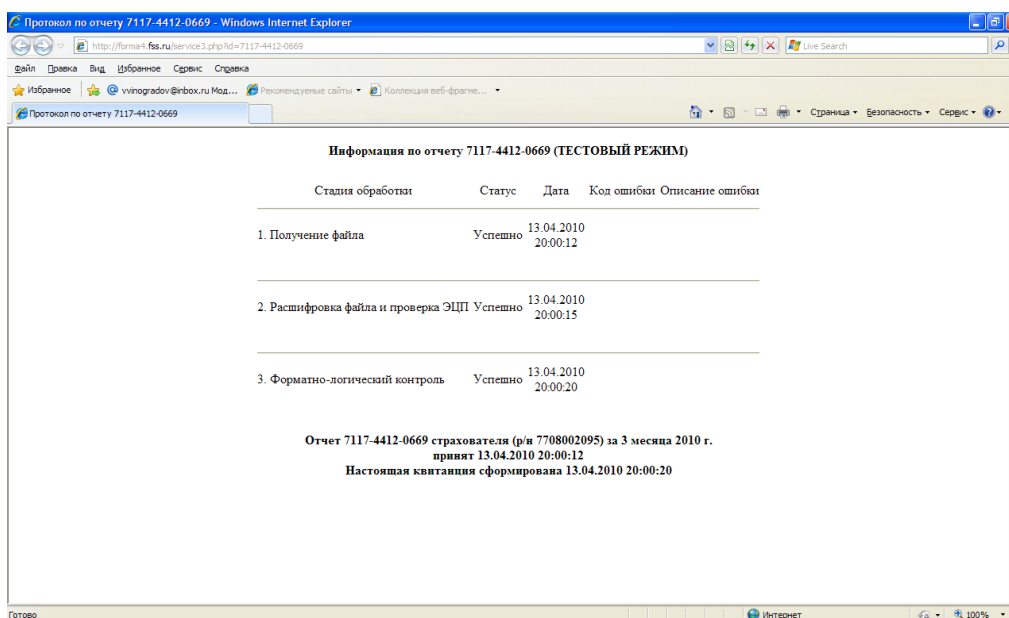 Протокол по отчету 7117-4412-0669 - Windows Internet Explorer
http://forma4.fss.ru/service3.php?id=7117-4412-0669
Live Search
Файл Правка Вид Избранное Сервис Справка
Избранное vvinogradov@inbox.ru Мод... Рекомендуемые сайты Коллекция веб-фрагме...
Протокол по отчету 7117-4412-0669
Страница Безопасность Сервис
Информация по отчету 7117-4412-0669 (ТЕСТОВЫЙ РЕЖИМ)
Стадия обработки Статус Дата Код ошибки Описание ошибки
1. Получение файла Успешно 13.04.2010
20:00:12
2. Расшифровка файла и проверка ЭЦП Успешно 13.04.2010
20:00:15
3. Форматно-логический контроль Успешно 13.04.2010
20:00:20
Отчет 7117-4412-0669 страхователя (р/н 7708002095) за 3 месяца 2010 г.
принят 13.04.2010 20:00:12
Настоящая квитанция сформирована 13.04.2010 20:00:20
Готово Интернет 100%